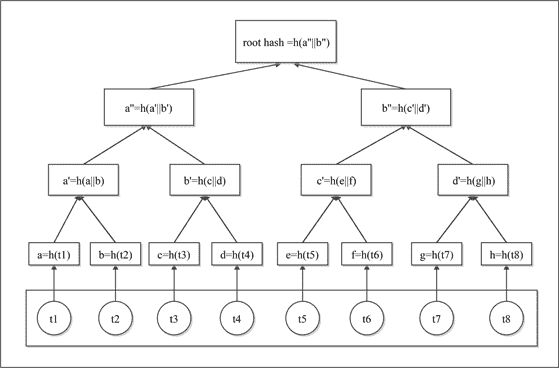 root hash =h(a"||b")
a"=h(a'||b')
b"=h(c'||d')
a'=h(a||b)
b'=h(c||d)
c'=h(e||f)
d'=h(g||h)
a=h(t1)
b=h(t2)
c=h(t3)
d=h(t4)
e=h(t5)
f=h(t6)
g=h(t7)
h=h(t8)
t1
t2
t3
t4
t5
t6
t7
t8